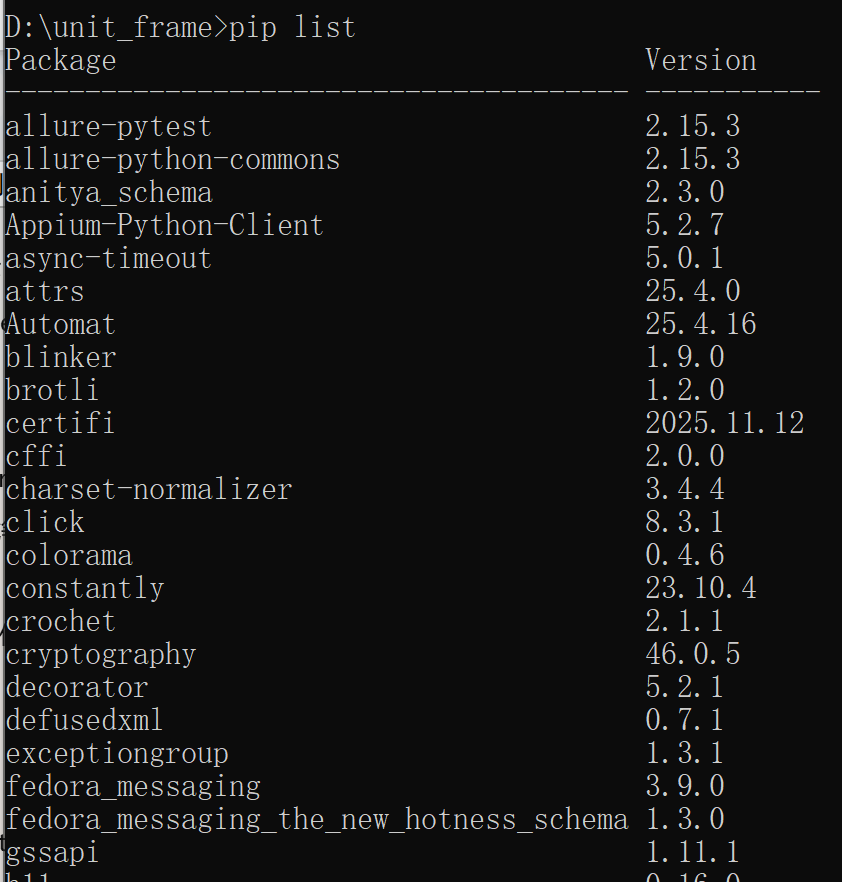 D:\unit_frame>pip list
Package Version
--------------------------------------- -----------
allure-pytest 2.15.3
allure-python-commons 2.15.3
anitya_schema 2.3.0
Appium-Python-Client 5.2.7
async-timeout 5.0.1
attrs 25.4.0
Automat 25.4.16
blinker 1.9.0
brotli 1.2.0
certifi 2025.11.12
cffi 2.0.0
charset-normalizer 3.4.4
click 8.3.1
colorama 0.4.6
constantly 23.10.4
crochet 2.1.1
cryptography 46.0.5
decorator 5.2.1
defusedxml 0.7.1
exceptiongroup 1.3.1
fedora_messaging 3.9.0
fedora_messaging_the_new_hotness_schema 1.3.0
gssapi 1.11.1